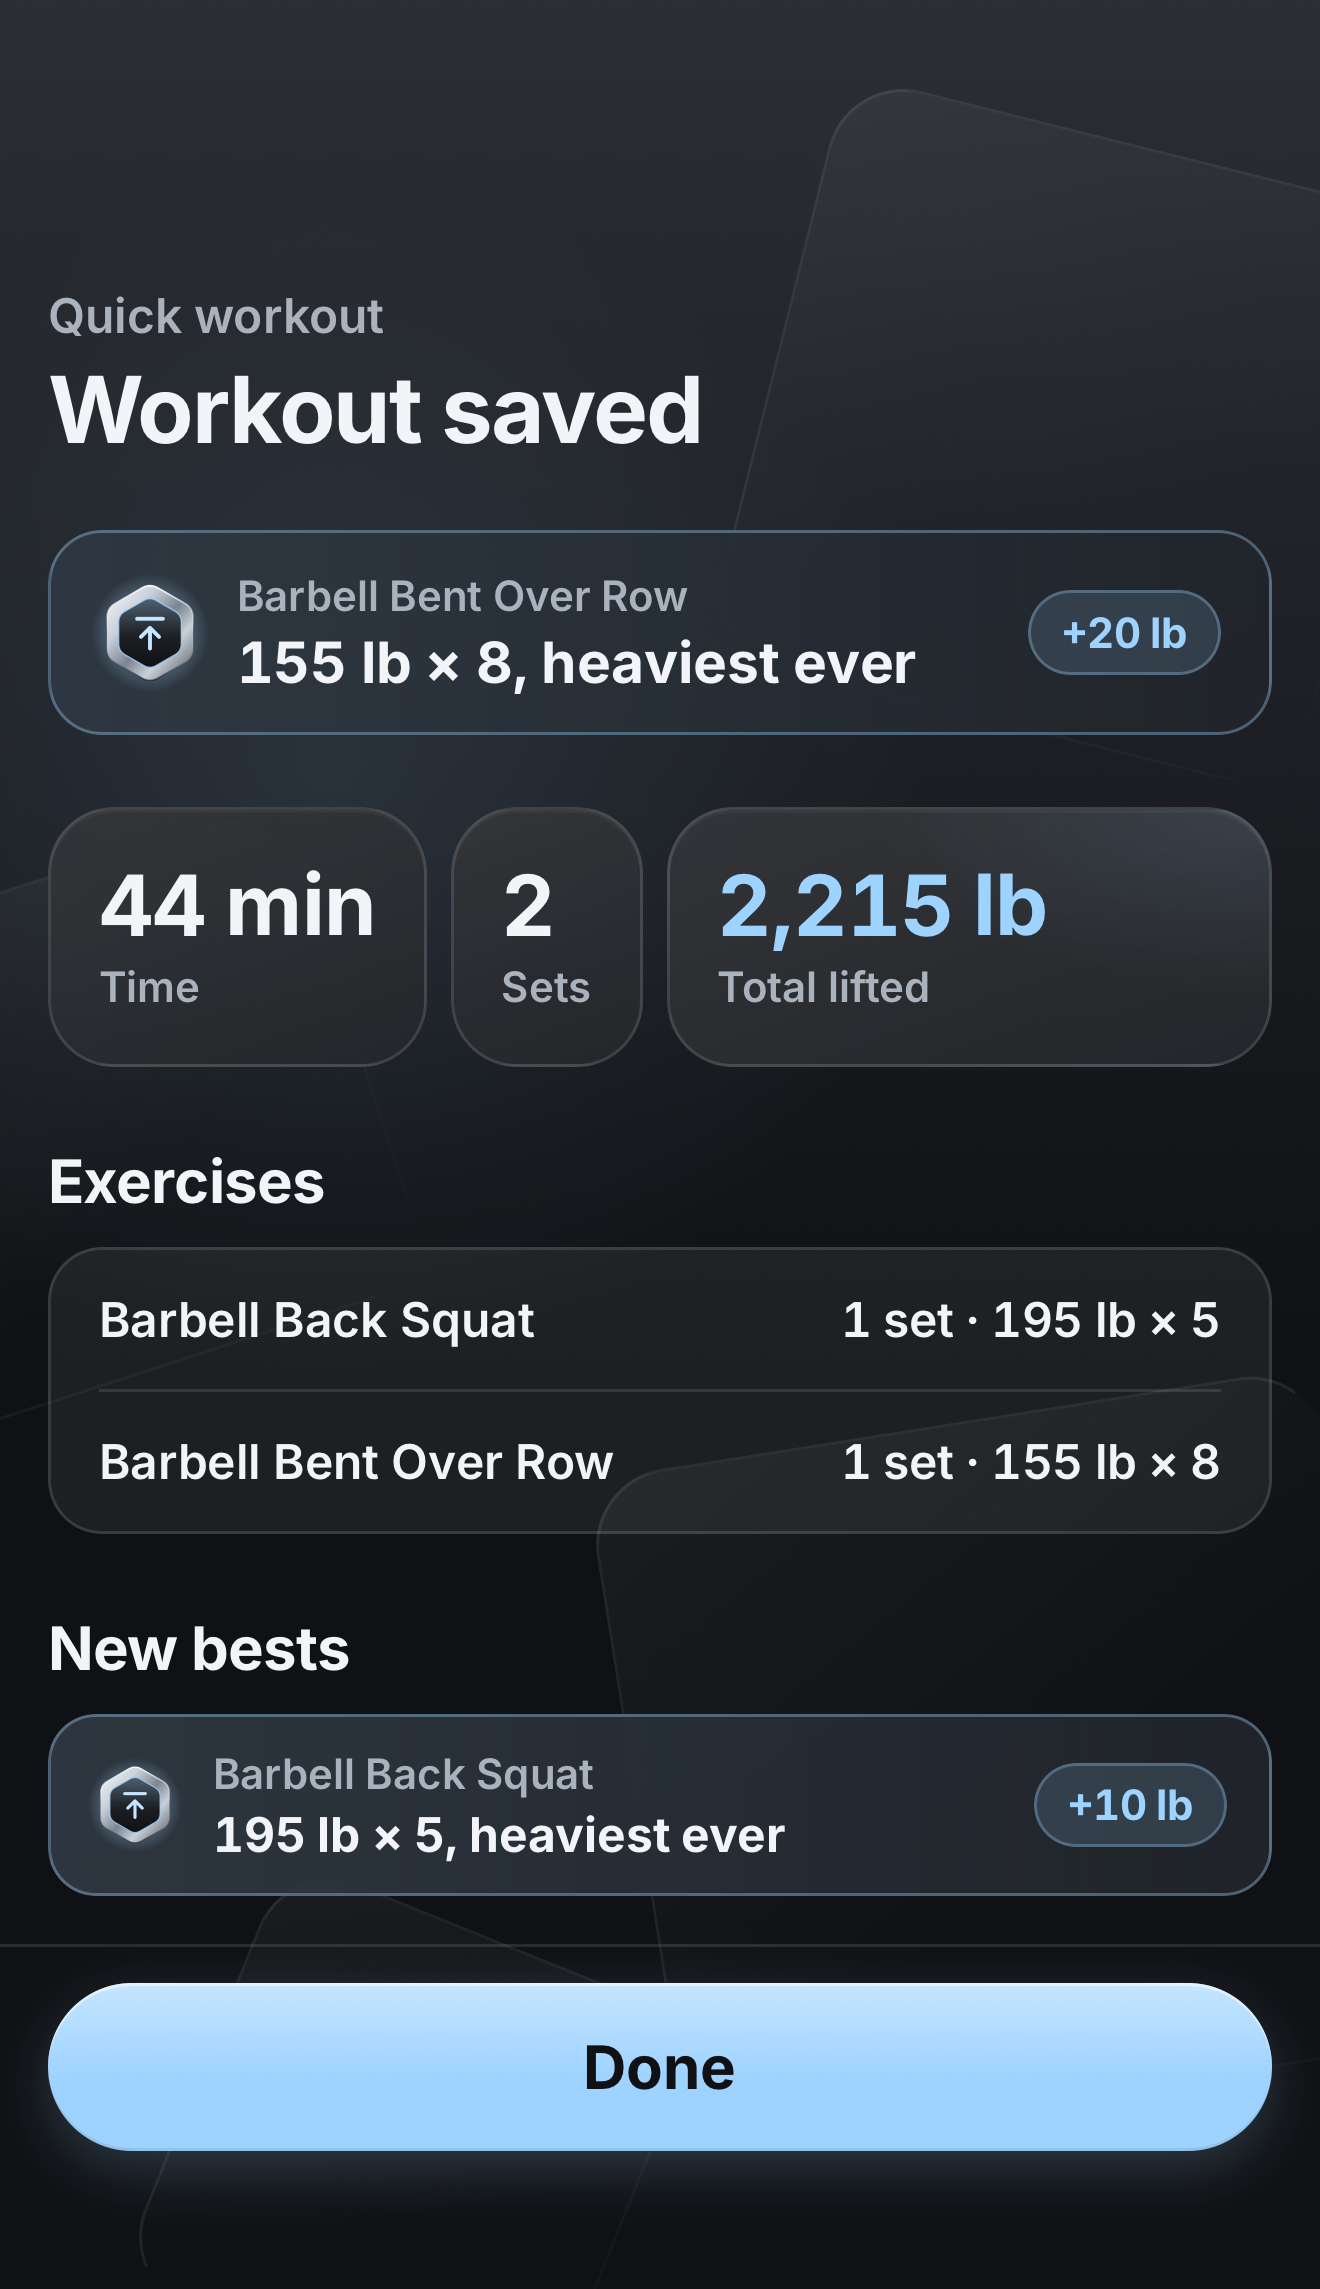 Quick workout
Workout saved
Barbell Bent Over Row
155 lb × 8, heaviest ever
+20 lb
44 min
Time
2
Sets
2,215 lb
Total lifted
Exercises
Barbell Back Squat
1 set · 195 lb × 5
Barbell Bent Over Row
1 set · 155 lb × 8
New bests
Barbell Back Squat
195 lb × 5, heaviest ever
+10 lb
Done